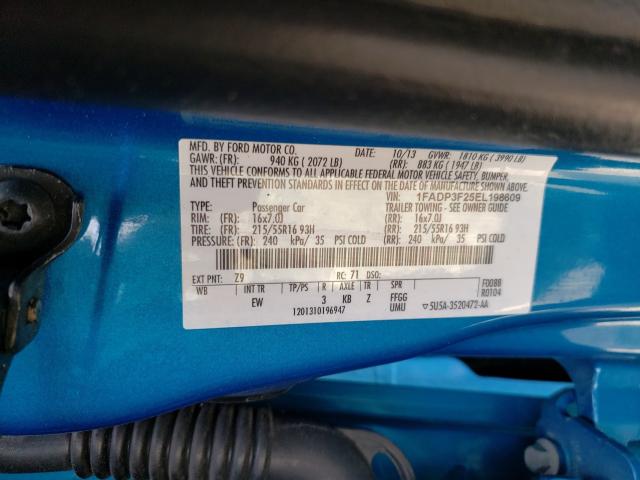 MFD. BY FORD MOTOR CO. DATE: 10/13 GVWR: 1810 KG ( 3990 LB)
GAWR: (FR): 940 KG ( 2072 LB) (RR): 883 KG ( 1947 LB)
THIS VEHICLE CONFORMS TO ALL APPLICABLE FEDERAL MOTOR VEHICLE SAFETY, BUMPER,
AND THEFT PREVENTION STANDARDS IN EFFECT ON THE DATE OF MANUFACTURE SHOWN ABOVE.
VIN: 1FADP3F25EL198609
TYPE: Passenger Car TRAILER TOWING - SEE OWNER GUIDE
RIM: (FR): 16x7.0J (RR): 16x7.0J
TIRE: (FR): 215/55R16 93H (RR): 215/55R16 93H
PRESSURE: (FR): 240 kPa/ 35 PSI COLD (RR): 240 kPa/ 35 PSI COLD
EXT PNT: Z9 RC: 71 DSO:
WB INT TR TP/PS R AXLE TR SPR F0088
EW 3 KB Z FFGG R0104
UMU
1201310196947 5U5A-3520472-AA